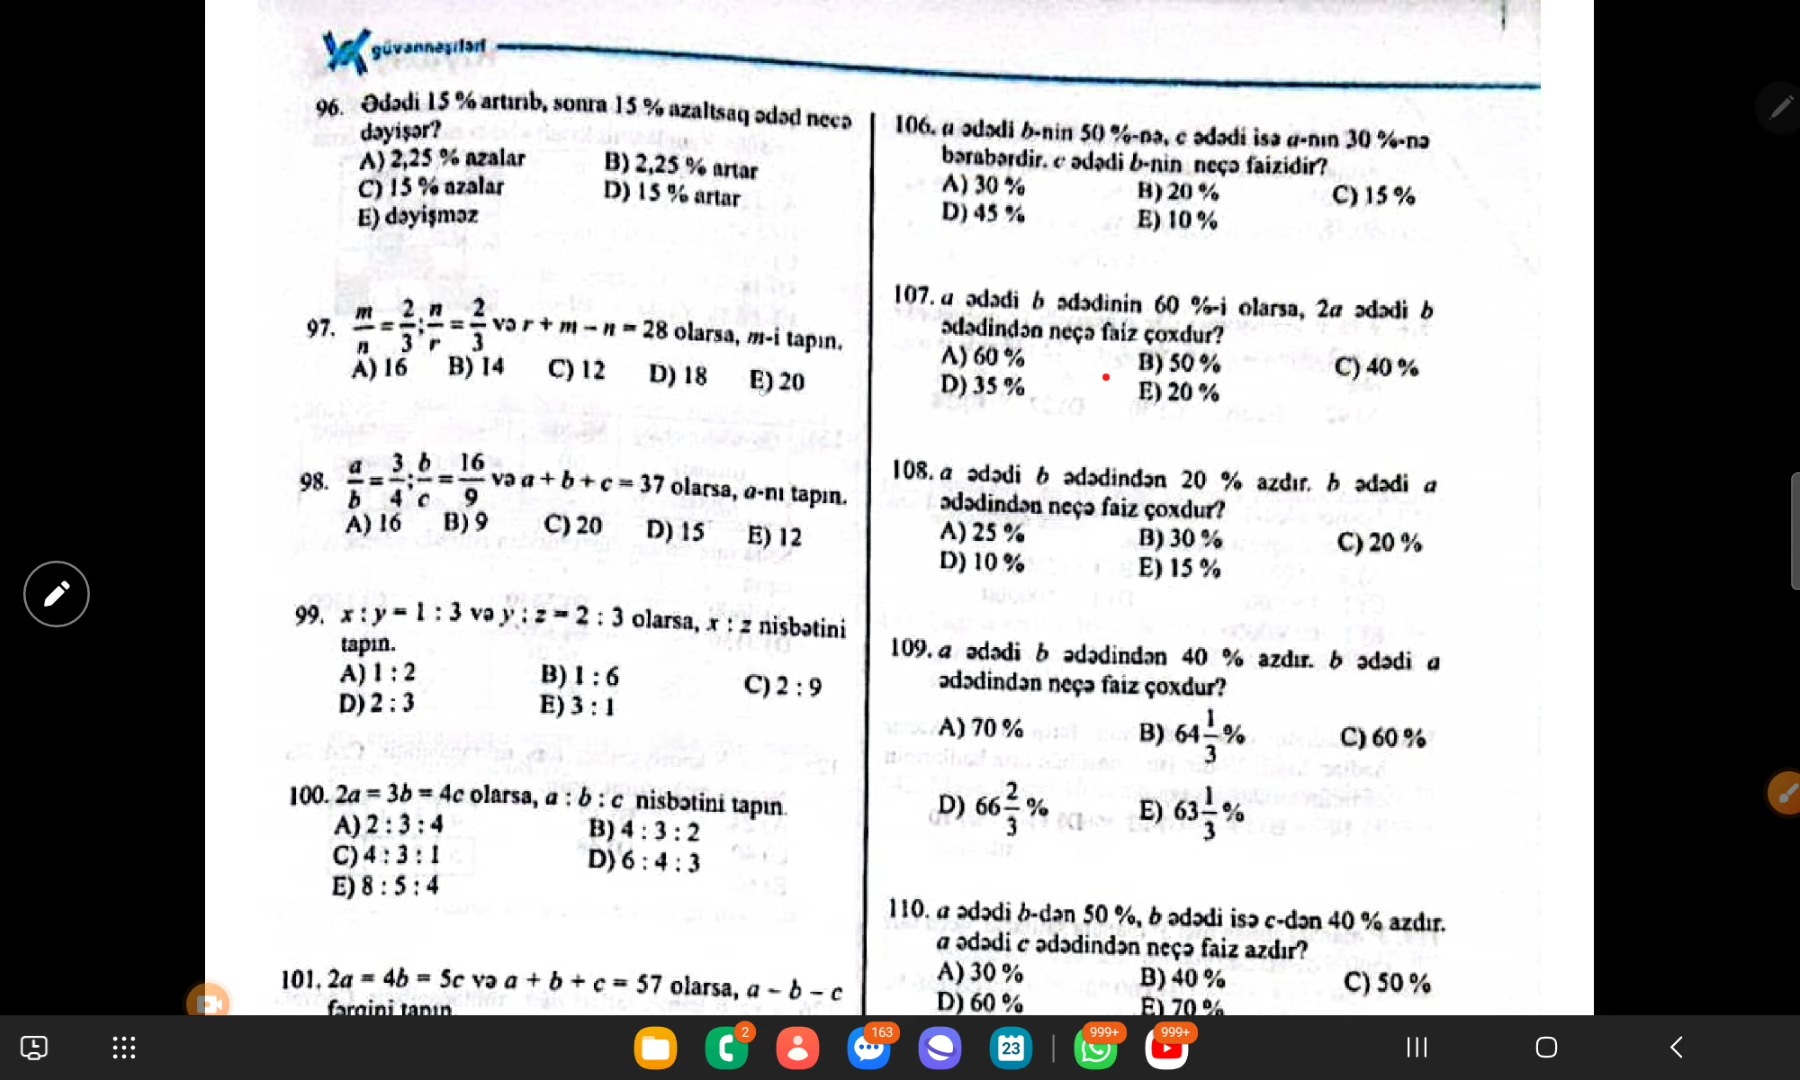 güvənnəşriləri
96. Ədədi 15 % artırıb, sonra 15 % azaltsaq ədəd necə
dəyişər?
A) 2,25 % azalar B) 2,25 % artar
C) 15 % azalar D) 15 % artar
E) dəyişməz
97. m/n = 2/3; n/r = 2/3 və r + m − n = 28 olarsa, m-i tapın.
A) 16 B) 14 C) 12 D) 18 E) 20
98. a/b = 3/4; b/c = 16/9 və a + b + c = 37 olarsa, a-nı tapın.
A) 16 B) 9 C) 20 D) 15 E) 12
99. x : y = 1 : 3 və y : z = 2 : 3 olarsa, x : z nisbətini
tapın.
A) 1 : 2 B) 1 : 6 C) 2 : 9
D) 2 : 3 E) 3 : 1
100. 2a = 3b = 4c olarsa, a : b : c nisbətini tapın.
A) 2 : 3 : 4 B) 4 : 3 : 2
C) 4 : 3 : 1 D) 6 : 4 : 3
E) 8 : 5 : 4
101. 2a = 4b = 5c və a + b + c = 57 olarsa, a − b − c
fərqini tapın.
106. a ədədi b-nin 50 %-nə, c ədədi isə a-nın 30 %-nə
bərabərdir. c ədədi b-nin neçə faizidir?
A) 30 % B) 20 % C) 15 %
D) 45 % E) 10 %
107. a ədədi b ədədinin 60 %-i olarsa, 2a ədədi b
ədədindən neçə faiz çoxdur?
A) 60 % B) 50 % C) 40 %
D) 35 % E) 20 %
108. a ədədi b ədədindən 20 % azdır. b ədədi a
ədədindən neçə faiz çoxdur?
A) 25 % B) 30 % C) 20 %
D) 10 % E) 15 %
109. a ədədi b ədədindən 40 % azdır. b ədədi a
ədədindən neçə faiz çoxdur?
A) 70 % B) 64 1/3 % C) 60 %
D) 66 2/3 % E) 63 1/3 %
110. a ədədi b-dən 50 %, b ədədi isə c-dən 40 % azdır.
a ədədi c ədədindən neçə faiz azdır?
A) 30 % B) 40 % C) 50 %
D) 60 % E) 70 %
2
163
23
999+
999+